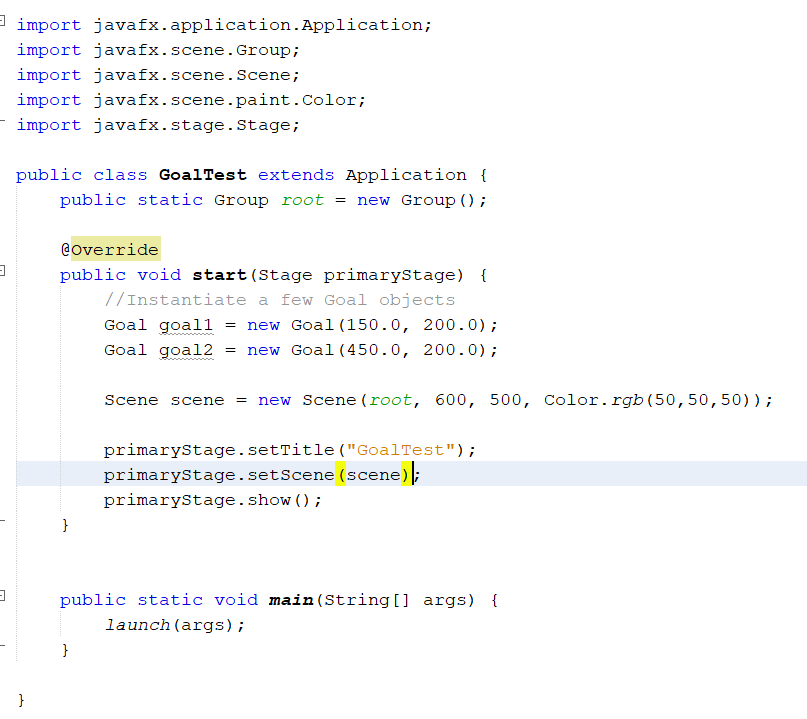 import javafx.application.Application;
import javafx.scene.Group;
import javafx.scene.Scene;
import javafx.scene.paint.Color;
import javafx.stage.Stage;

public class GoalTest extends Application {
    public static Group root = new Group();

    @Override
    public void start(Stage primaryStage) {
        //Instantiate a few Goal objects
        Goal goal1 = new Goal(150.0, 200.0);
        Goal goal2 = new Goal(450.0, 200.0);

        Scene scene = new Scene(root, 600, 500, Color.rgb(50,50,50));

        primaryStage.setTitle("GoalTest");
        primaryStage.setScene(scene);
        primaryStage.show();
    }


    public static void main(String[] args) {
        launch(args);
    }

}